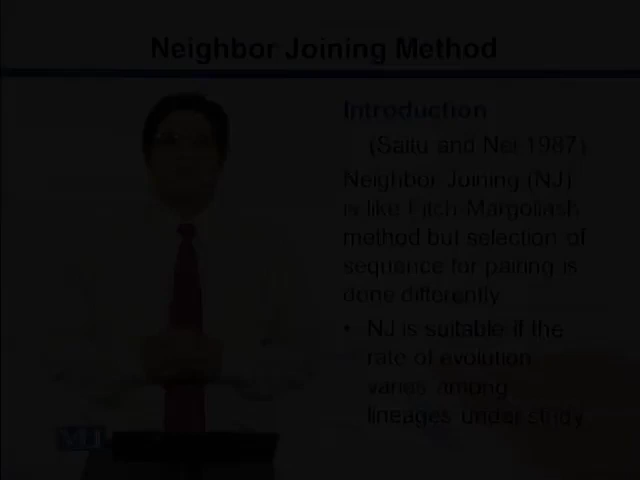 Neighbor Joining Method
Introduction
(Saitu and Nei 1987)
Neighbor Joining (NJ)
is like Fitch-Margoliash
method but selection of
sequence for pairing is
done differently
• NJ is suitable if the
rate of evolution
varies among
lineages under study
VU